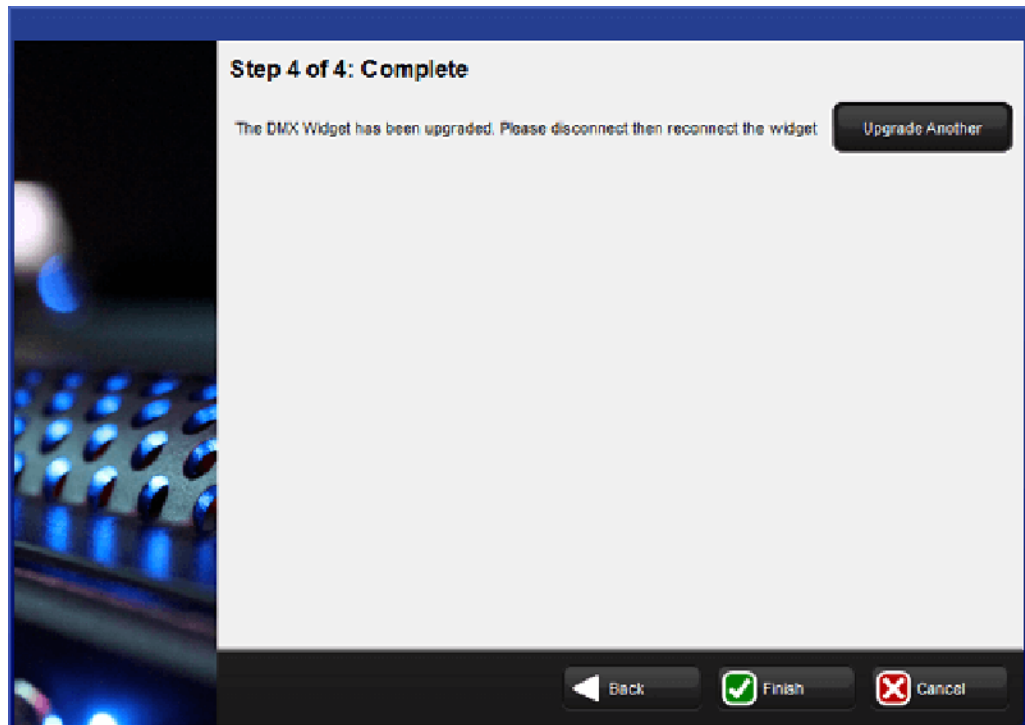 Step 4 of 4: Complete
The DMX Widget has been upgraded. Please disconnect then reconnect the widget
Upgrade Another
Back
Finish
Cancel